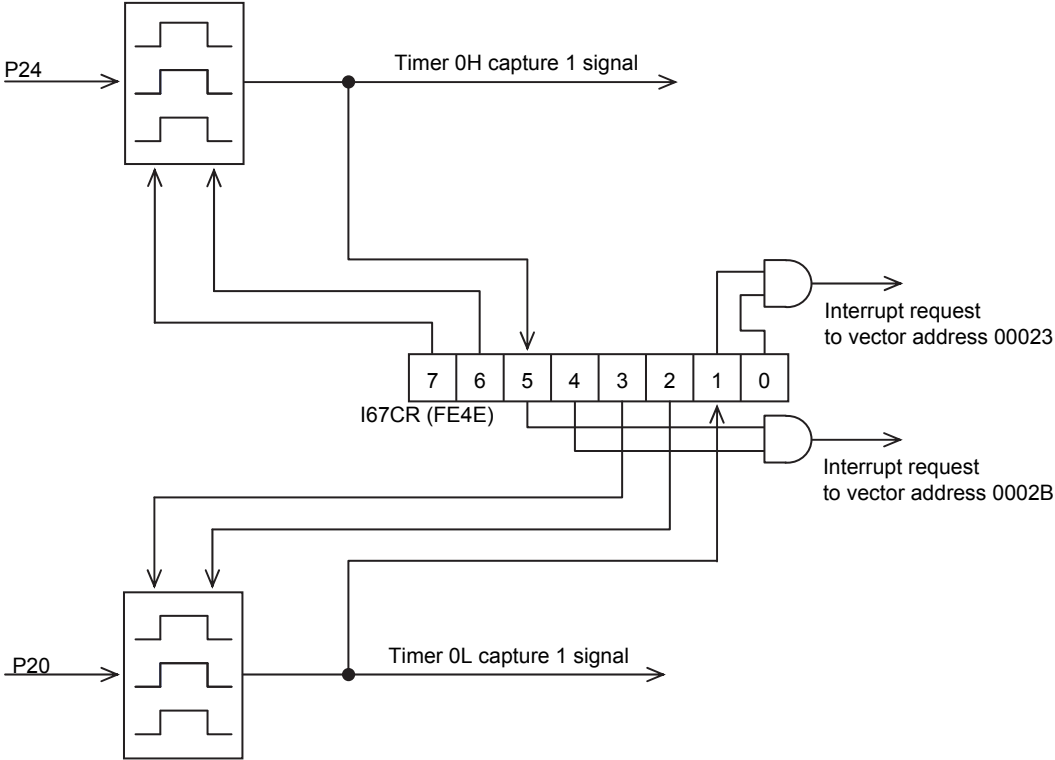 P24
Timer 0H capture 1 signal
Interrupt request
to vector address 00023
7 6 5 4 3 2 1 0
I67CR (FE4E)
Interrupt request
to vector address 0002B
P20
Timer 0L capture 1 signal